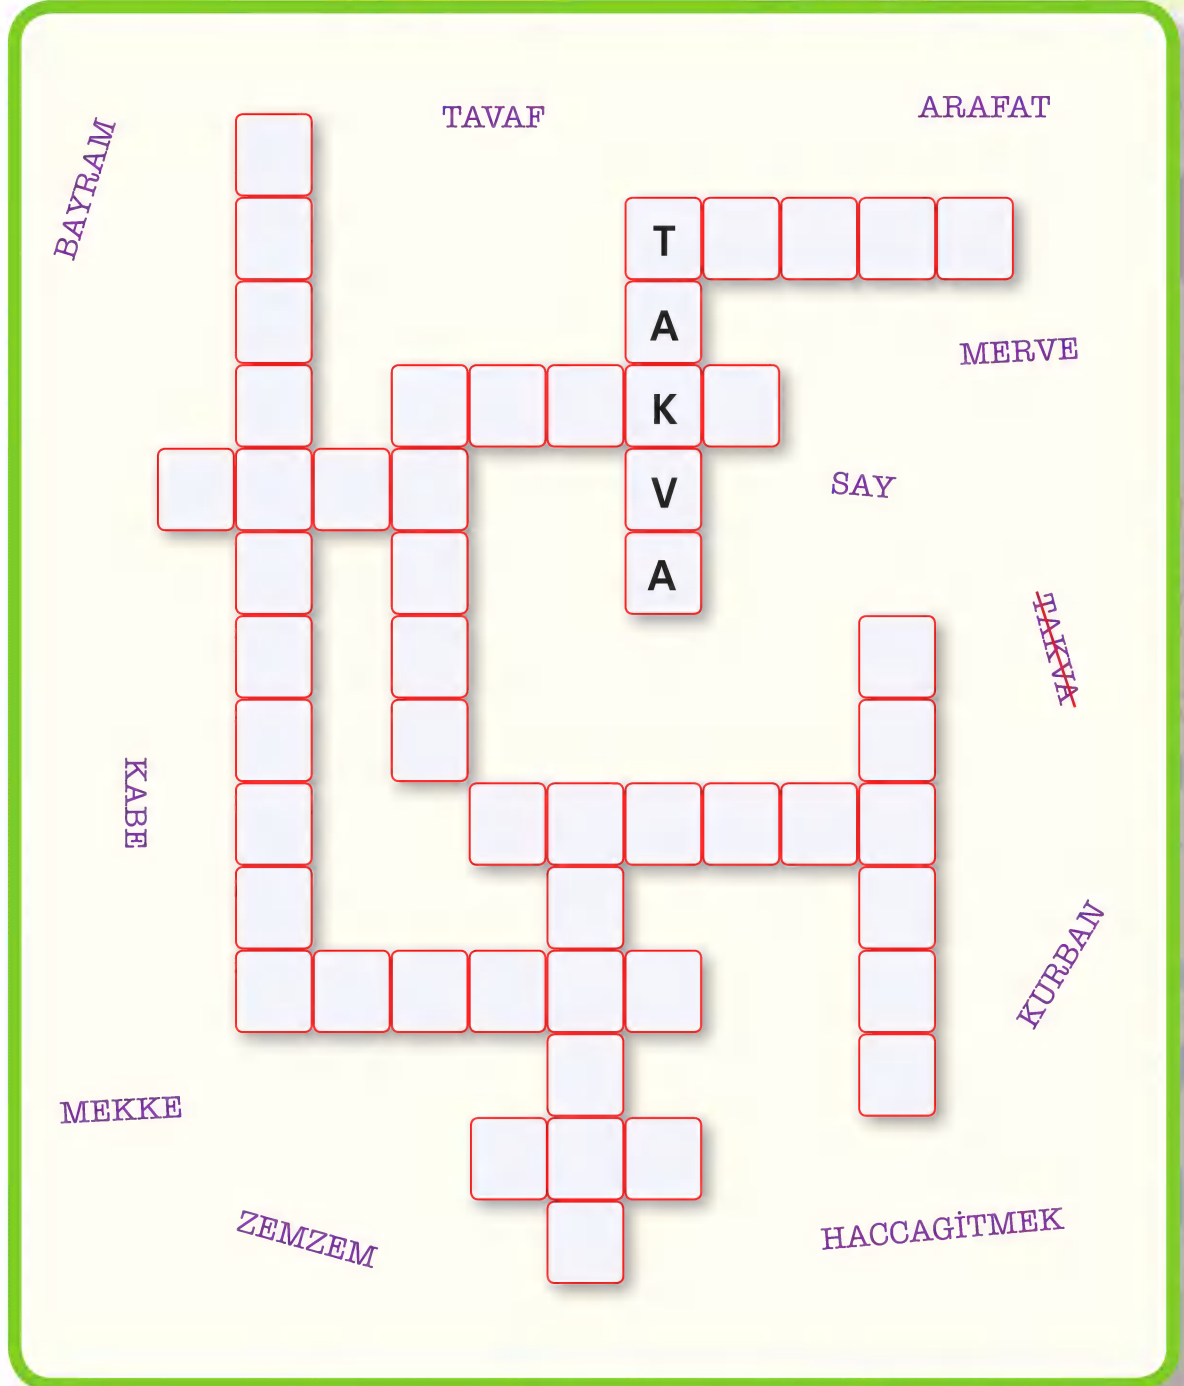 TAVAF
ARAFAT
BAYRAM
T
A
MERVE
K
SAY
V
A
TAKVA
KABE
KURBAN
MEKKE
ZEMZEM
HACCAGİTMEK